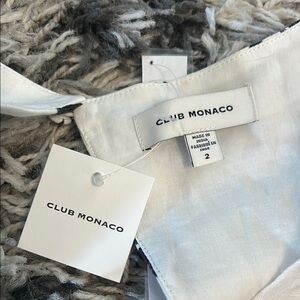 CLUB MONACO
MADE IN
INDIA
FABRIQUÉ EN
INDE
2
CLUB MONACO